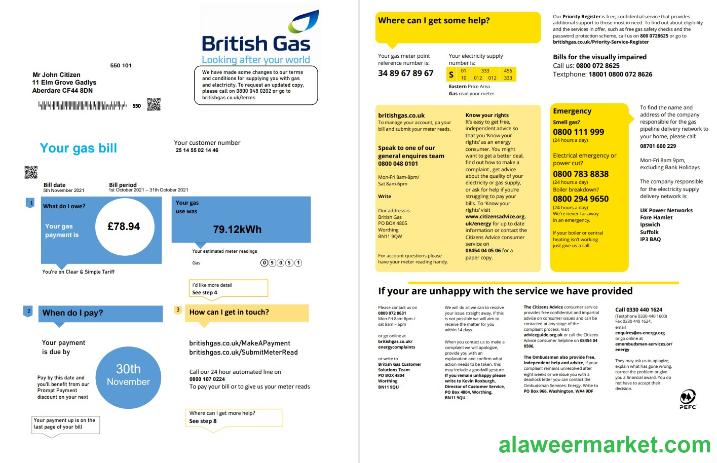 British Gas
Looking after your world
We have made some changes to our terms
and conditions for supplying you with gas
and electricity. To request an updated copy,
please call on 0800 048 0202 or go to
britishgas.co.uk/terms
550 101
Mr John Citizen
11 Elm Grove Gadlys
Aberdare CF44 8DN
550
Your gas bill
Your customer number
25 14 55 02 14 46
Bill date
5th November 2021
Bill period
1st October 2021 – 31th October 2021
1
What do I owe?
Your gas
payment is
£78.94
You're on Clear & Simple Tariff
Your gas
use was
79.12kWh
Your estimated meter readings
Gas
I'd like more detail
See step 4
2
When do I pay?
Your payment
is due by
30th
November
Pay by this date and
you'll benefit from our
Prompt Payment
discount on your next
Your payment up is on the
last page of your bill
3
How can I get in touch?
britishgas.co.uk/MakeAPayment
britishgas.co.uk/SubmitMeterRead
Call our 24 hour automated line on
0800 107 0224
To pay your bill or to give us your meter reads
Where can I get more help?
See step 8
Where can I get some help?
Your gas meter point
reference number is:
34 89 67 89 67
Your electricity supply
number is:
S
01 333 456
10 012 012 333
Eastern Price Area
Gas read your meter
Our Priority Register is free, confidential service that provides
additional support to those most in need. To find out about eligibility
and the services in offer, such as free gas safety checks and the
password protection scheme, call us on 800 0728625 or go to
britishgas.co.uk/Priority-Service-Register
Bills for the visually impaired
Call us: 0800 072 8625
Textphone: 18001 0800 072 8626
britishgas.co.uk
To manage your account, pay your
bill and submit your meter reads.
Speak to one of our
general enquires team
0800 048 0101
Mon-Fri 8am-8pm/
Sat 8am-6pm
Write
Our address is:
British Gas
PO BOX 4805
Worthing
BN11 9QW
For account questions please
have your meter reading handy.
Know your rights
It's easy to get free,
independent advice so
that you 'Know your
rights' as an energy
consumer. You might
want to get a better deal,
find out how to make a
complaint, get advice
about the quality of your
electricity or gas supply,
or ask for help if you're
struggling to pay your
bills. To 'Know your
rights' visit
www.citizensadvice.org.
uk/energy for up to date
information or contact the
Citizens Advice consumer
service on
08454 04 05 06 for a
paper copy.
Emergency
Smell gas?
0800 111 999
(24 hours a day)
Electrical emergency or
power cut?
0800 783 8838
(24 hours a day)
Boiler breakdown?
0800 294 9650
(24 hours a day)
We're never far away
in an emergency.
If your boiler or central
heating isn't working
just give us a call.
To find the name and
address of the company
responsible for the gas
pipeline delivery network to
your home, please call us on:
08701 600 229
Mon-Fri 8am 9pm,
excluding Bank Holidays
The company responsible
for the electricity supply
delivery network is:
UK Power Networks
Fore Hamlet
Ipswich
Suffolk
IP3 8AQ
If you are unhappy with the service we have provided
Please contact us on
0800 072 8631
Mon-Fri 8am-8pm /
sat 8am – 5pm
or go online at
britishgas.co.uk/
energycomplaints
or write to
British Gas Customer
Solutions Team
PO BOX 4804
Worthing
BN11 9QU
We will do all we can to resolve
your issue straight away. If this
is not possible we will aim to
resolve the matter for you
within 14 days
When you contact us to make a
complaint we will apologise,
provide you with an
explanation and confirm what
action needs to be taken, this
may include a goodwill gesture.
If you remain unhappy please
write to Kevin Roxburgh,
Director of Customer Service,
PO Box 4804, Worthing,
BN11 9QU
The Citizens Advice consumer service
provides free confidential and impartial
advice on consumer issues and can be
contacted at any stage of the
complaint process. Visit
adviceguide.org.uk or call the Citizens
Advice consumer helpline on 03454 04
0506.
The Ombudsman also provide free,
independent help and advice, if your
complaint remains unresolved after
eight weeks or we issue you with a
deadlock letter you can contact the
Ombudsman Services: Energy. Write to
PO Box 966, Washington, WA4 9DF
Call 0330 440 1624
(Textphone 0330 440 1600)
Fax 0330 440 1624,
email
enquires@os-energy.org
or go online at
omenbudsman-services.or
energy
They may ask us to apologise,
explain what has gone wrong,
correct the problem or give
you a financial award. You do
not have to accept their
decision.
PEFC
alaweermarket.com